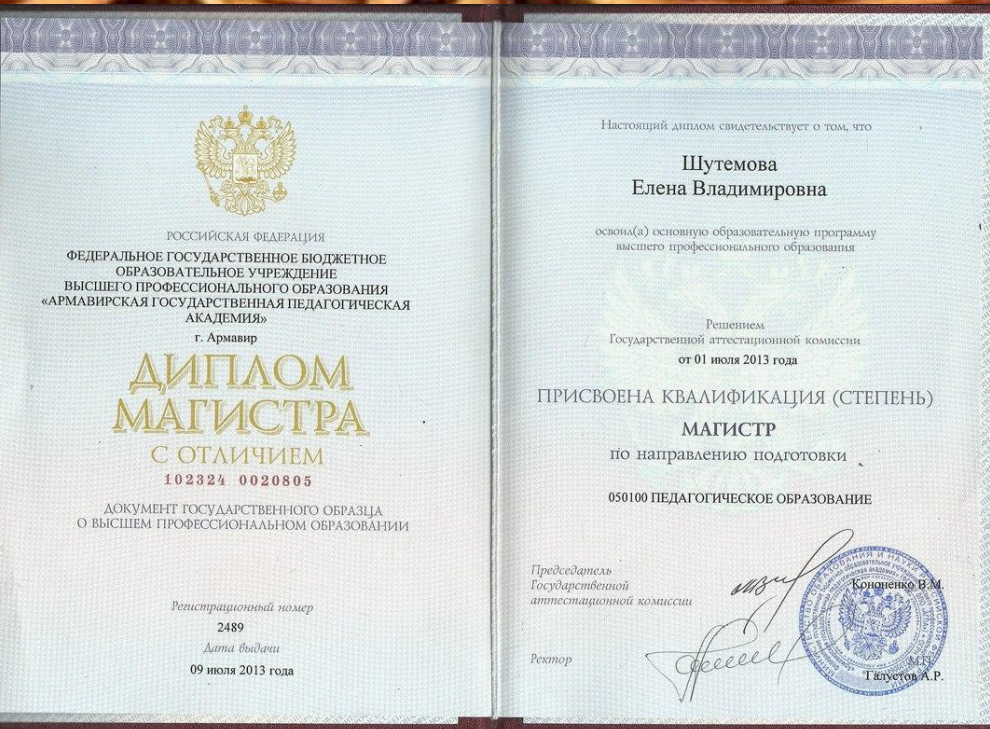 РОССИЙСКАЯ ФЕДЕРАЦИЯ
ФЕДЕРАЛЬНОЕ ГОСУДАРСТВЕННОЕ БЮДЖЕТНОЕ
ОБРАЗОВАТЕЛЬНОЕ УЧРЕЖДЕНИЕ
ВЫСШЕГО ПРОФЕССИОНАЛЬНОГО ОБРАЗОВАНИЯ
«АРМАВИРСКАЯ ГОСУДАРСТВЕННАЯ ПЕДАГОГИЧЕСКАЯ
АКАДЕМИЯ»
г. Армавир
ДИПЛОМ
МАГИСТРА
С ОТЛИЧИЕМ
102324 0020805
ДОКУМЕНТ ГОСУДАРСТВЕННОГО ОБРАЗЦА
О ВЫСШЕМ ПРОФЕССИОНАЛЬНОМ ОБРАЗОВАНИИ
Регистрационный номер
2489
Дата выдачи
09 июля 2013 года
Настоящий диплом свидетельствует о том, что
Шутемова
Елена Владимировна
освоил(а) основную образовательную программу
высшего профессионального образования
Решением
Государственной аттестационной комиссии
от 01 июля 2013 года
ПРИСВОЕНА КВАЛИФИКАЦИЯ (СТЕПЕНЬ)
МАГИСТР
по направлению подготовки
050100 ПЕДАГОГИЧЕСКОЕ ОБРАЗОВАНИЕ
Председатель
Государственной
аттестационной комиссии
Кононенко В.М.
Ректор
М.П.
Галустов А.Р.